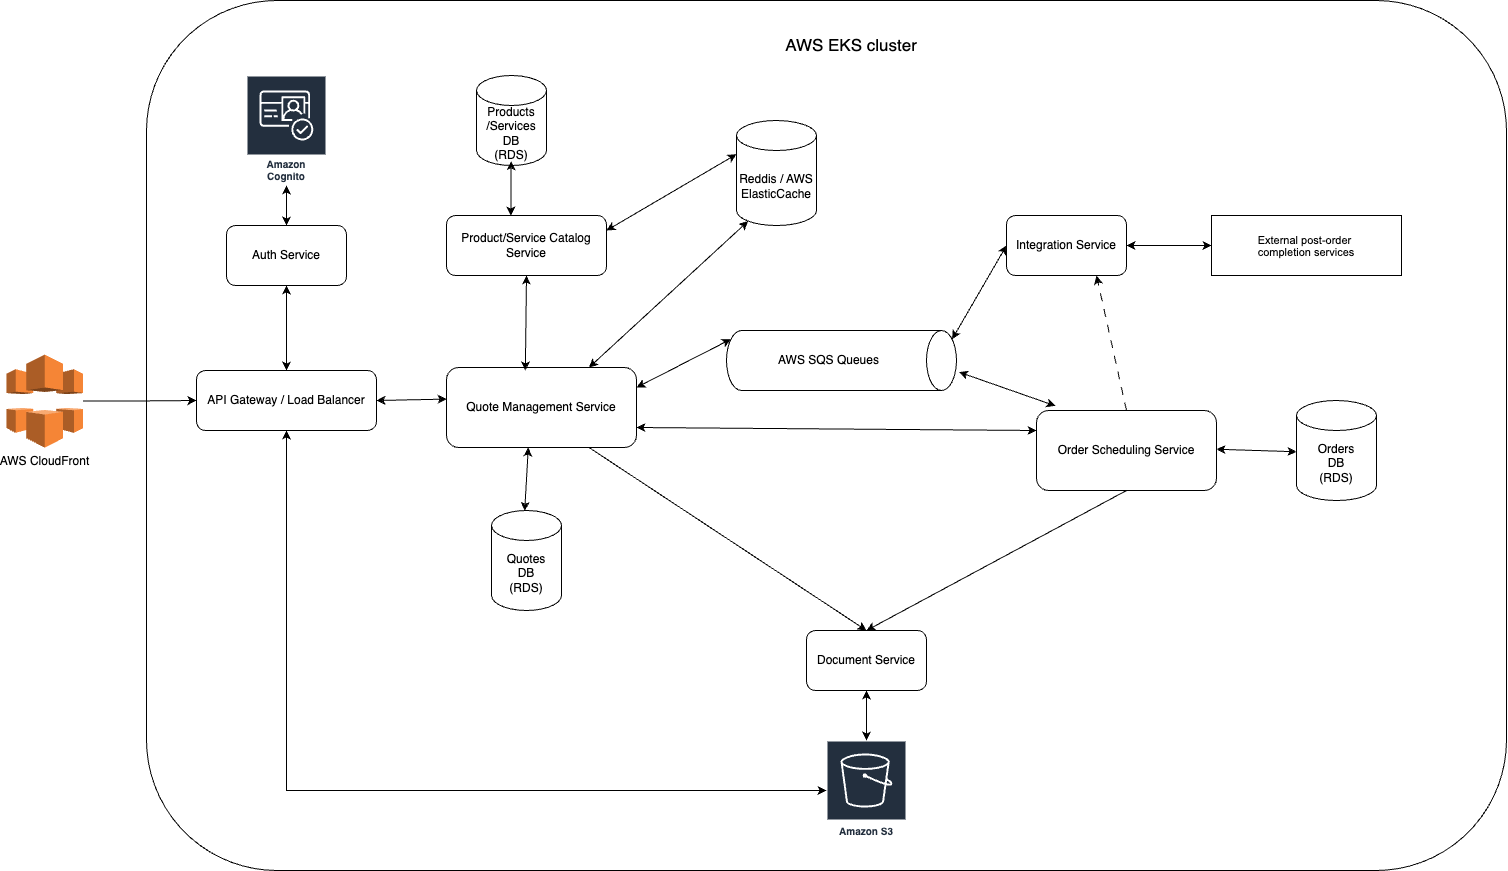 AWS EKS cluster
Amazon
Cognito
Products
/Services
DB
(RDS)
Reddis / AWS
ElasticCache
Auth Service
Product/Service Catalog
Service
Integration Service
External post-order
completion services
AWS SQS Queues
API Gateway / Load Balancer
Quote Management Service
AWS CloudFront
Order Scheduling Service
Orders
DB
(RDS)
Quotes
DB
(RDS)
Document Service
Amazon S3